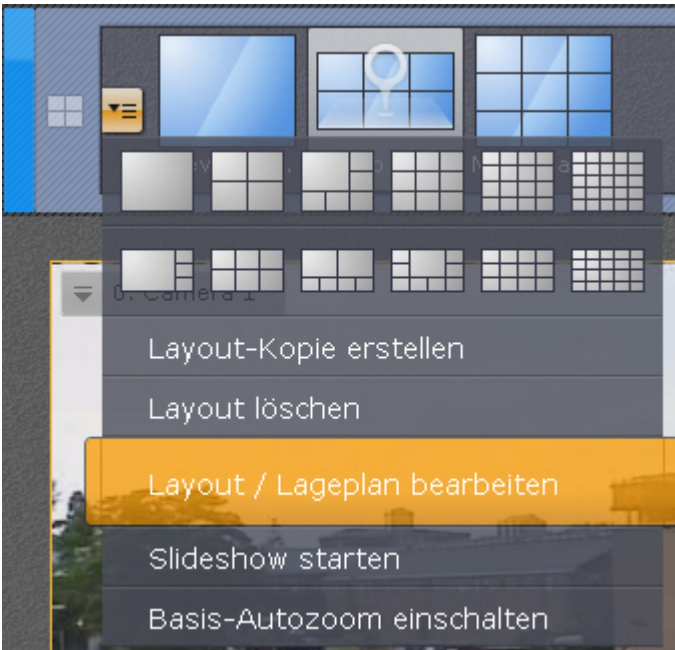 0. Camera 1
Layout-Kopie erstellen
Layout löschen
Layout / Lageplan bearbeiten
Slideshow starten
Basis-Autozoom einschalten